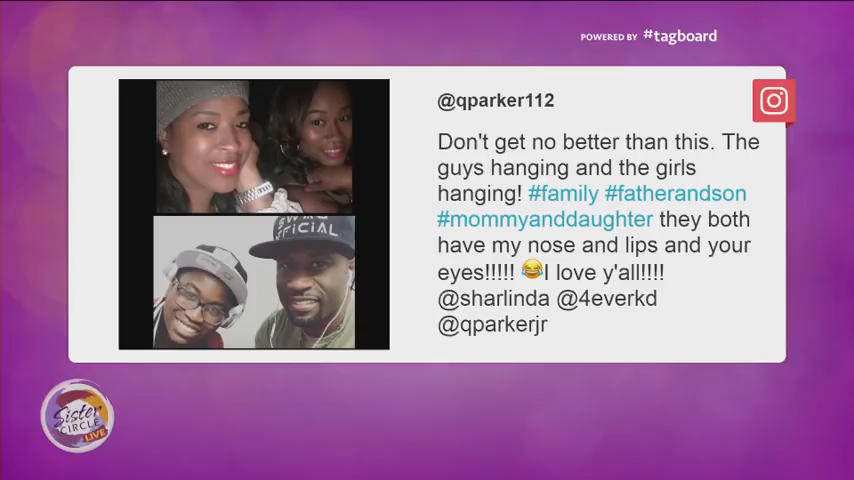 POWERED BY #tagboard
@qparker112
Don't get no better than this. The
guys hanging and the girls
hanging! #family #fatherandson
#mommyanddaughter they both
have my nose and lips and your
eyes!!!!! 😂I love y'all!!!!
@sharlinda @4everkd
@qparkerjr
SWAG
OFFICIAL
Sister
CIRCLE
LIVE